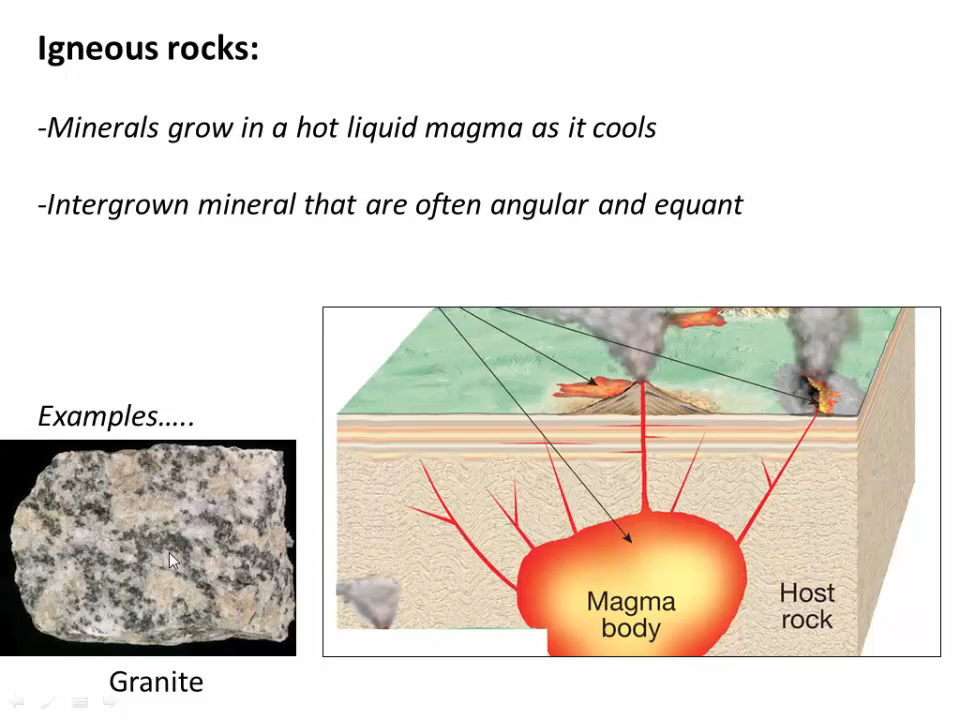 Igneous rocks:
-Minerals grow in a hot liquid magma as it cools
-Intergrown mineral that are often angular and equant
Examples…..
Magma
body
Host
rock
Granite